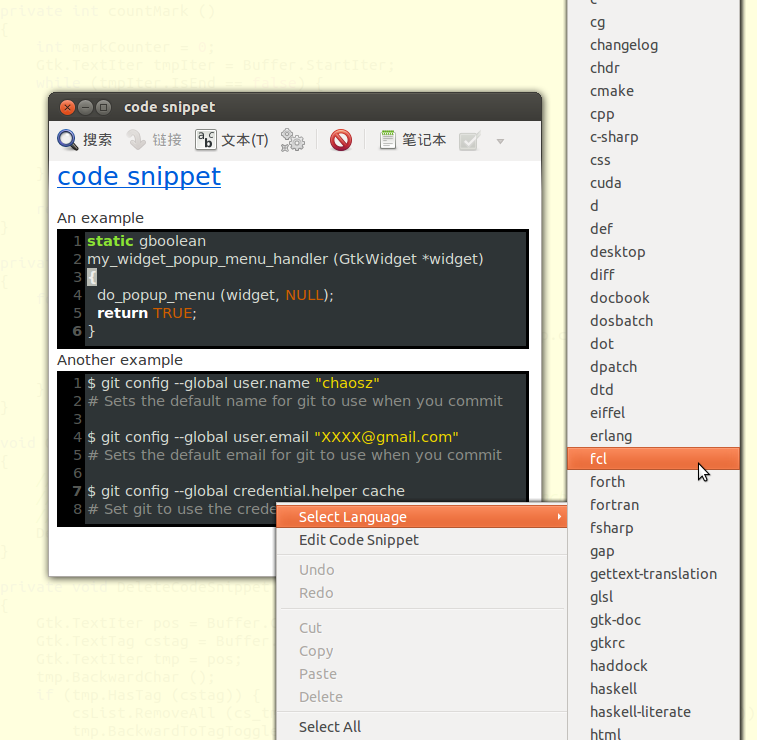 private int countMark ()
{
int markCounter = 0;
Gtk.TextIter tmpIter = Buffer.StartIter;
while (tmpIter.IsEnd == false) {
code snippet
搜索 链接 文本(T) 笔记本
code snippet
An example
1 static gboolean
2 my_widget_popup_menu_handler (GtkWidget *widget)
3 {
4 do_popup_menu (widget, NULL);
5 return TRUE;
6 }
Another example
1 $ git config --global user.name "chaosz"
2 # Sets the default name for git to use when you commit
3
4 $ git config --global user.email "XXXX@gmail.com"
5 # Sets the default email for git to use when you commit
6
7 $ git config --global credential.helper cache
8 # Set git to use the crede
Select Language
Edit Code Snippet
Undo
Redo
Cut
Copy
Paste
Delete
Select All
c
cg
changelog
chdr
cmake
cpp
c-sharp
css
cuda
d
def
desktop
diff
docbook
dosbatch
dot
dpatch
dtd
eiffel
erlang
fcl
forth
fortran
fsharp
gap
gettext-translation
glsl
gtk-doc
gtkrc
haddock
haskell
haskell-literate
html
private void DeleteCodeSnippet
{
Gtk.TextIter pos = Buffer.
Gtk.TextTag cstag = Buffer.
Gtk.TextIter tmp = pos;
tmp.BackwardChar ();
if (tmp.HasTag (cstag)) {
csList.RemoveAll (cs
tmp.BackwardToTagToggl